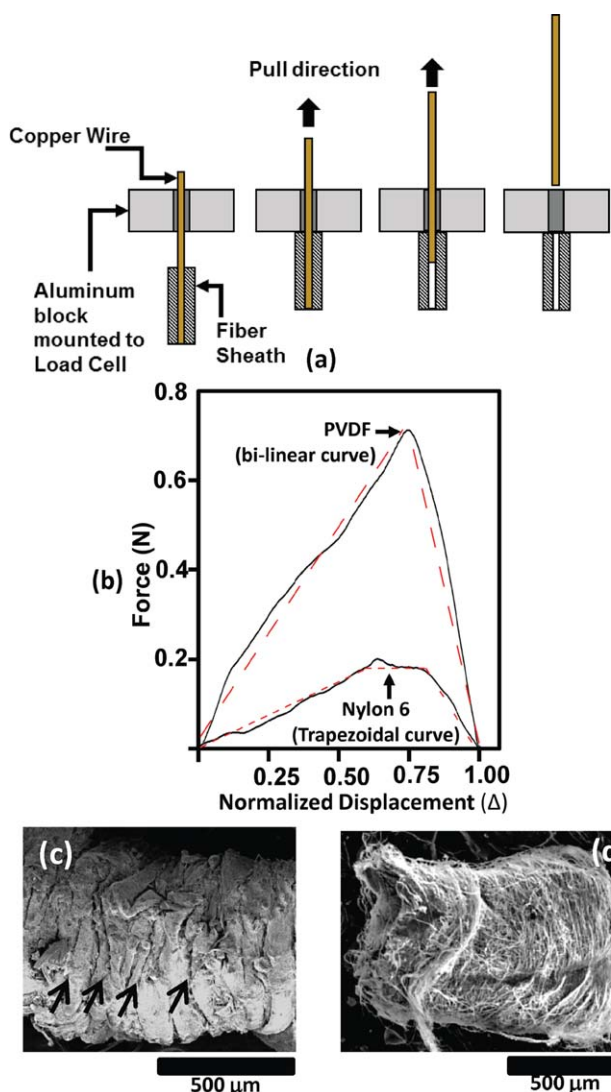 Pull direction
Copper Wire
Aluminum
block
mounted to
Load Cell
Fiber
Sheath
(a)
0.8
PVDF
(bi-linear curve)
0.6
(b)
Force (N)
0.4
0.2
Nylon 6
(Trapezoidal curve)
0.25
0.50
0.75
1.00
Normalized Displacement (Δ)
(c)
(d
500 µm
500 µm